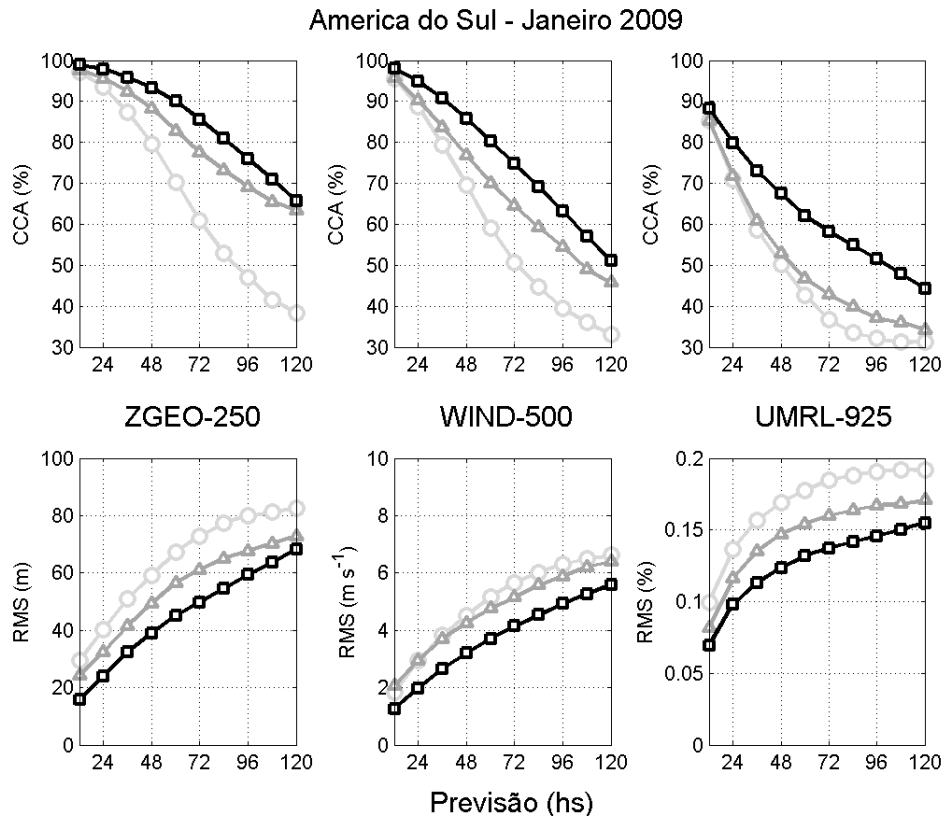 America do Sul - Janeiro 2009
CCA (%)
100
90
80
70
60
50
40
30
24 48 72 96 120
CCA (%)
100
90
80
70
60
50
40
30
24 48 72 96 120
CCA (%)
100
90
80
70
60
50
40
30
24 48 72 96 120
ZGEO-250
RMS (m)
100
80
60
40
20
0
24 48 72 96 120
WIND-500
RMS (m s⁻¹)
10
8
6
4
2
0
24 48 72 96 120
UMRL-925
RMS (%)
0.2
0.15
0.1
0.05
0
24 48 72 96 120
Previsão (hs)